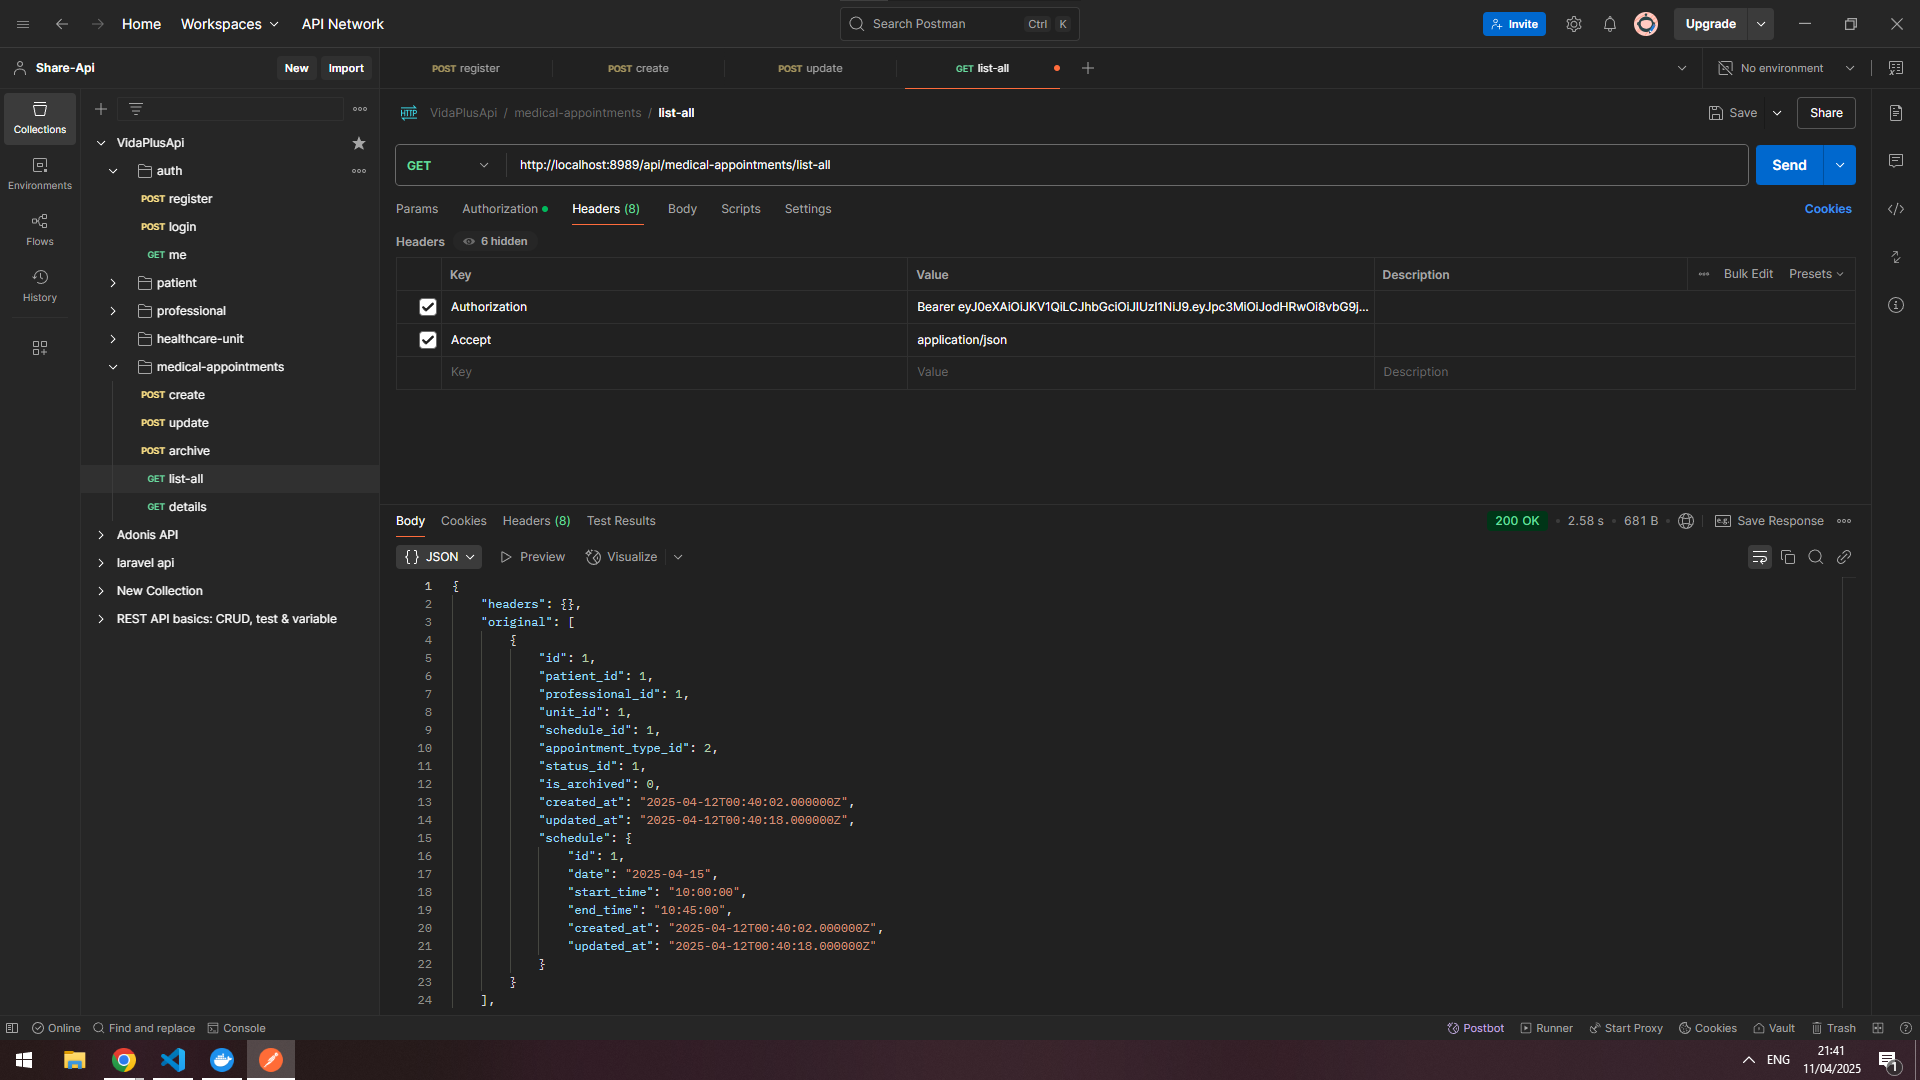 Home Workspaces API Network Search Postman Ctrl K Invite Upgrade
Share-Api New Import POST register POST create POST update GET list-all No environment
Collections
Environments
Flows
History
VidaPlusApi
auth
POST register
POST login
GET me
patient
professional
healthcare-unit
medical-appointments
POST create
POST update
POST archive
GET list-all
GET details
Adonis API
laravel api
New Collection
REST API basics: CRUD, test & variable
HTTP VidaPlusApi / medical-appointments / list-all Save Share
GET http://localhost:8989/api/medical-appointments/list-all Send
Params Authorization Headers (8) Body Scripts Settings Cookies
Headers 6 hidden
Key Value Description Bulk Edit Presets
Authorization Bearer eyJ0eXAiOiJKV1QiLCJhbGciOiJIUzI1NiJ9.eyJpc3MiOiJodHRwOi8vbG9j...
Accept application/json
Key Value Description
Body Cookies Headers (8) Test Results 200 OK 2.58 s 681 B e.g. Save Response
{} JSON Preview Visualize
1 {
2 "headers": {},
3 "original": [
4 {
5 "id": 1,
6 "patient_id": 1,
7 "professional_id": 1,
8 "unit_id": 1,
9 "schedule_id": 1,
10 "appointment_type_id": 2,
11 "status_id": 1,
12 "is_archived": 0,
13 "created_at": "2025-04-12T00:40:02.000000Z",
14 "updated_at": "2025-04-12T00:40:18.000000Z",
15 "schedule": {
16 "id": 1,
17 "date": "2025-04-15",
18 "start_time": "10:00:00",
19 "end_time": "10:45:00",
20 "created_at": "2025-04-12T00:40:02.000000Z",
21 "updated_at": "2025-04-12T00:40:18.000000Z"
22 }
23 }
24 ],
Online Find and replace Console Postbot Runner Start Proxy Cookies Vault Trash
ENG 21:41
11/04/2025 1